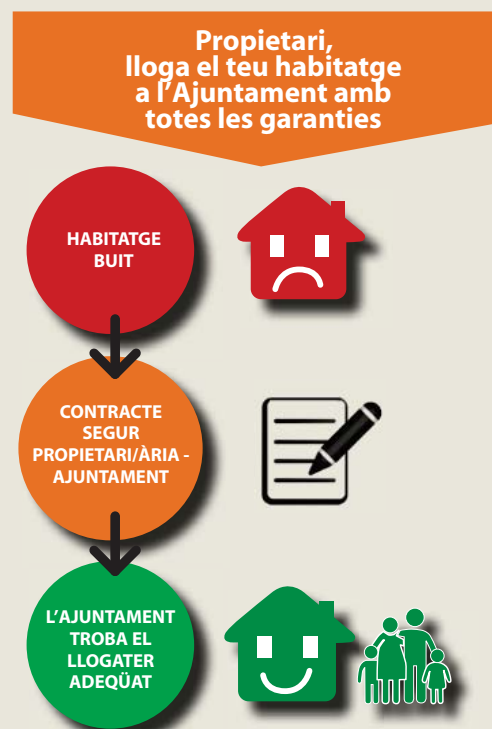 Propietari,
lloga el teu habitatge
a l'Ajuntament amb
totes les garanties
HABITATGE
BUIT
CONTRACTE
SEGUR
PROPIETARI/ÀRIA -
AJUNTAMENT
L'AJUNTAMENT
TROBA EL
LLOGATER
ADEQÜAT